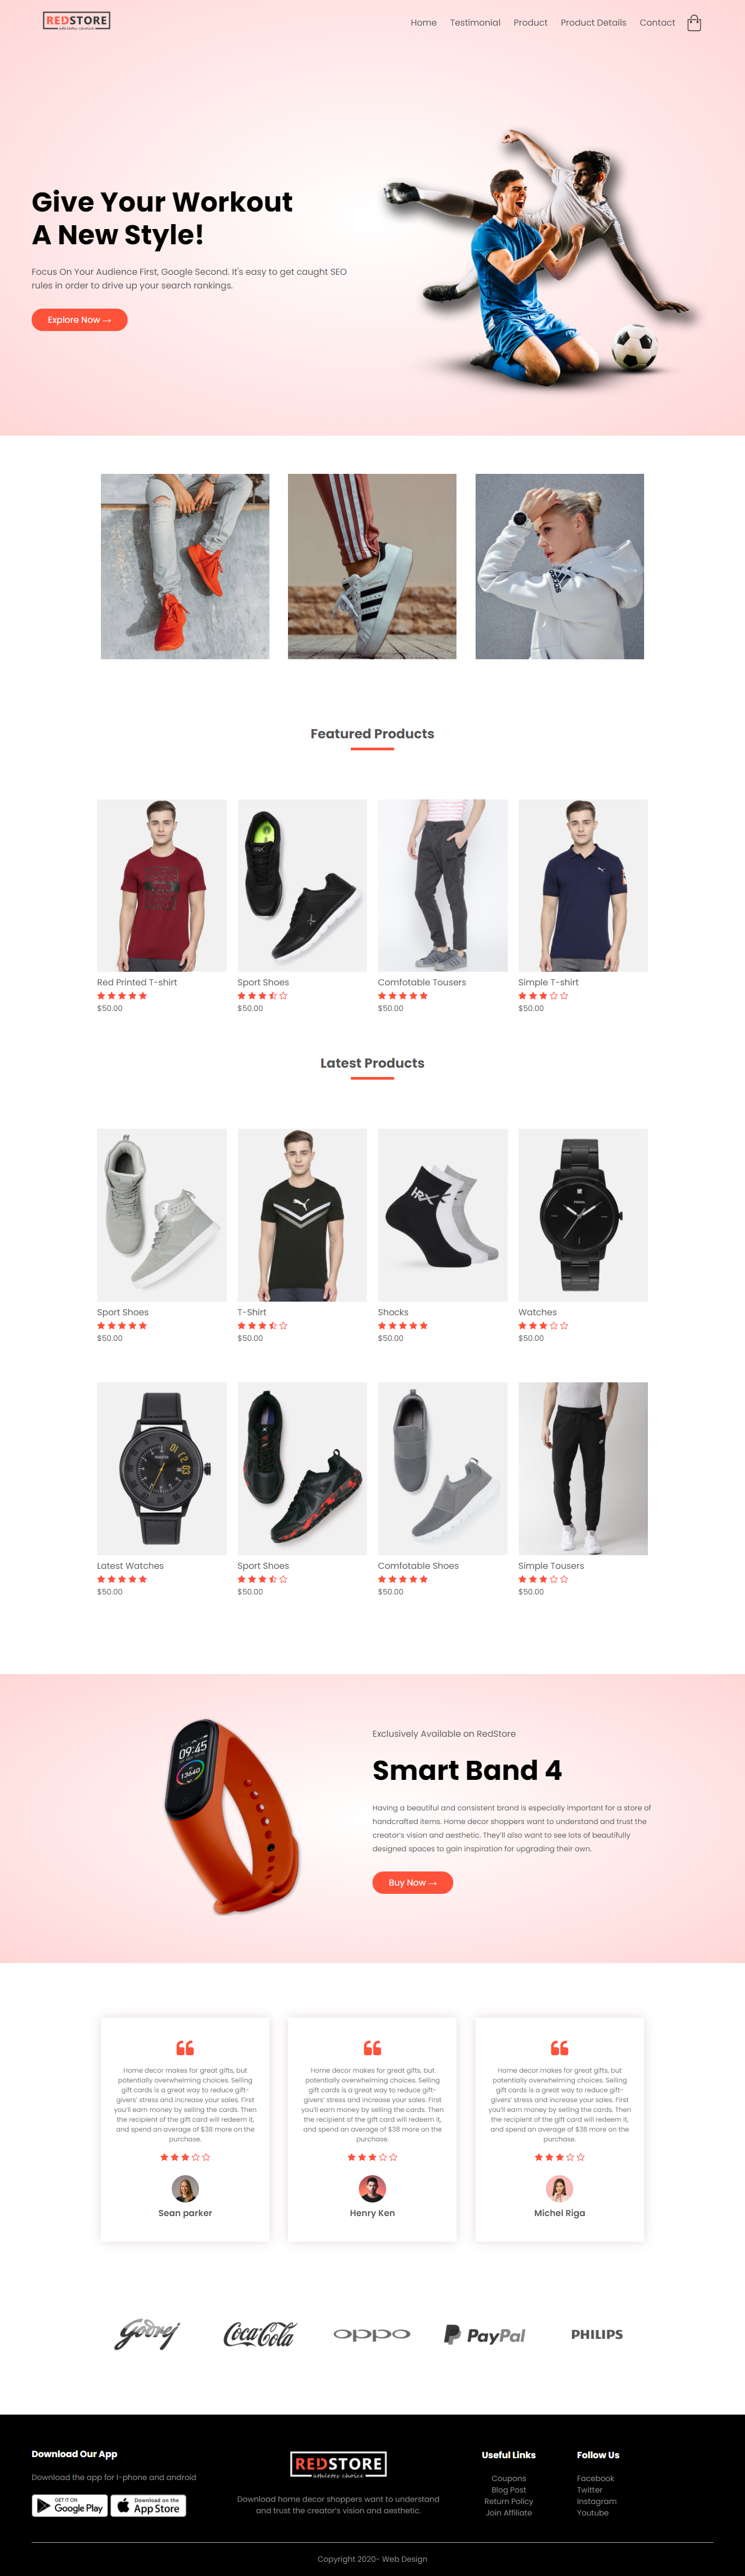 REDSTORE
athletes choice
Home
Testimonial
Product
Product Details
Contact
Give Your Workout
A New Style!
Focus On Your Audience First, Google Second. It's easy to get caught SEO
rules in order to drive up your search rankings.
Explore Now →
adidas
Featured Products
HRX
Red Printed T-shirt
$50.00
Sport Shoes
$50.00
Comfotable Tousers
$50.00
Simple T-shirt
$50.00
Latest Products
HRX
FOSSIL
Sport Shoes
$50.00
T-Shirt
$50.00
Shocks
$50.00
Watches
$50.00
Latest Watches
$50.00
Sport Shoes
$50.00
Comfotable Shoes
$50.00
Simple Tousers
$50.00
09:45
13640
Exclusively Available on RedStore
Smart Band 4
Having a beautiful and consistent brand is especially important for a store of
handcrafted items. Home decor shoppers want to understand and trust the
creator's vision and aesthetic. They'll also want to see lots of beautifully
designed spaces to gain inspiration for upgrading their own.
Buy Now →
Home decor makes for great gifts, but
potentially overwhelming choices. Selling
gift cards is a great way to reduce gift-
givers' stress and increase your sales. First
you'll earn money by selling the cards. Then
the recipient of the gift card will redeem it,
and spend an average of $38 more on the
purchase.
Sean parker
Home decor makes for great gifts, but
potentially overwhelming choices. Selling
gift cards is a great way to reduce gift-
givers' stress and increase your sales. First
you'll earn money by selling the cards. Then
the recipient of the gift card will redeem it,
and spend an average of $38 more on the
purchase.
Henry Ken
Home decor makes for great gifts, but
potentially overwhelming choices. Selling
gift cards is a great way to reduce gift-
givers' stress and increase your sales. First
you'll earn money by selling the cards. Then
the recipient of the gift card will redeem it,
and spend an average of $38 more on the
purchase.
Michel Riga
Godrej
Coca-Cola
oppo
PayPal
PHILIPS
Download Our App
Download the app for I-phone and android
GET IT ON
Google Play
Download on the
App Store
REDSTORE
athletes choice
Download home decor shoppers want to understand
and trust the creator's vision and aesthetic.
Useful Links
Coupons
Blog Post
Return Policy
Join Affiliate
Follow Us
Facebook
Twitter
Instagram
Youtube
Copyright 2020- Web Design